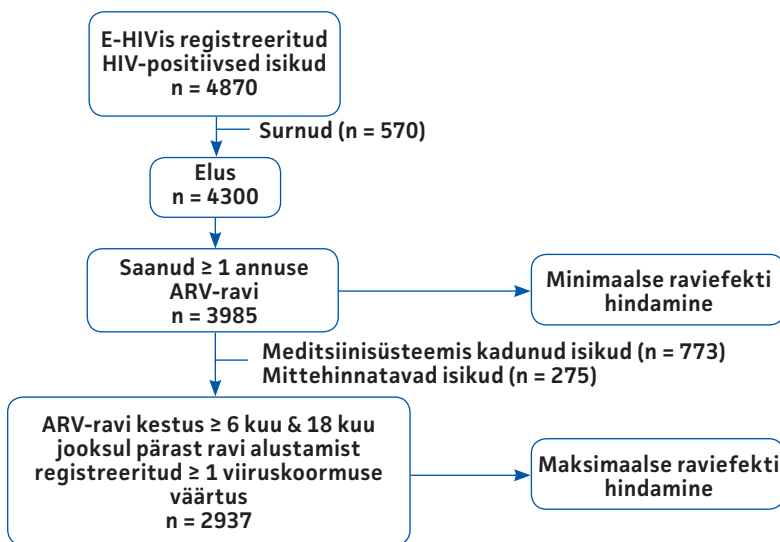 E-HIVis registreeritud
HIV-positiivsed isikud
n = 4870
Surnud (n = 570)
Elus
n = 4300
Saanud ≥ 1 annuse
ARV-ravi
n = 3985
Minimaalse raviefekti
hindamine
Meditsiinisüsteemis kadunud isikud (n = 773)
Mittehinnatavad isikud (n = 275)
ARV-ravi kestus ≥ 6 kuu & 18 kuu
jooksul pärast ravi alustamist
registreeritud ≥ 1 viiruskoormuse
väärtus
n = 2937
Maksimaalse raviefekti
hindamine